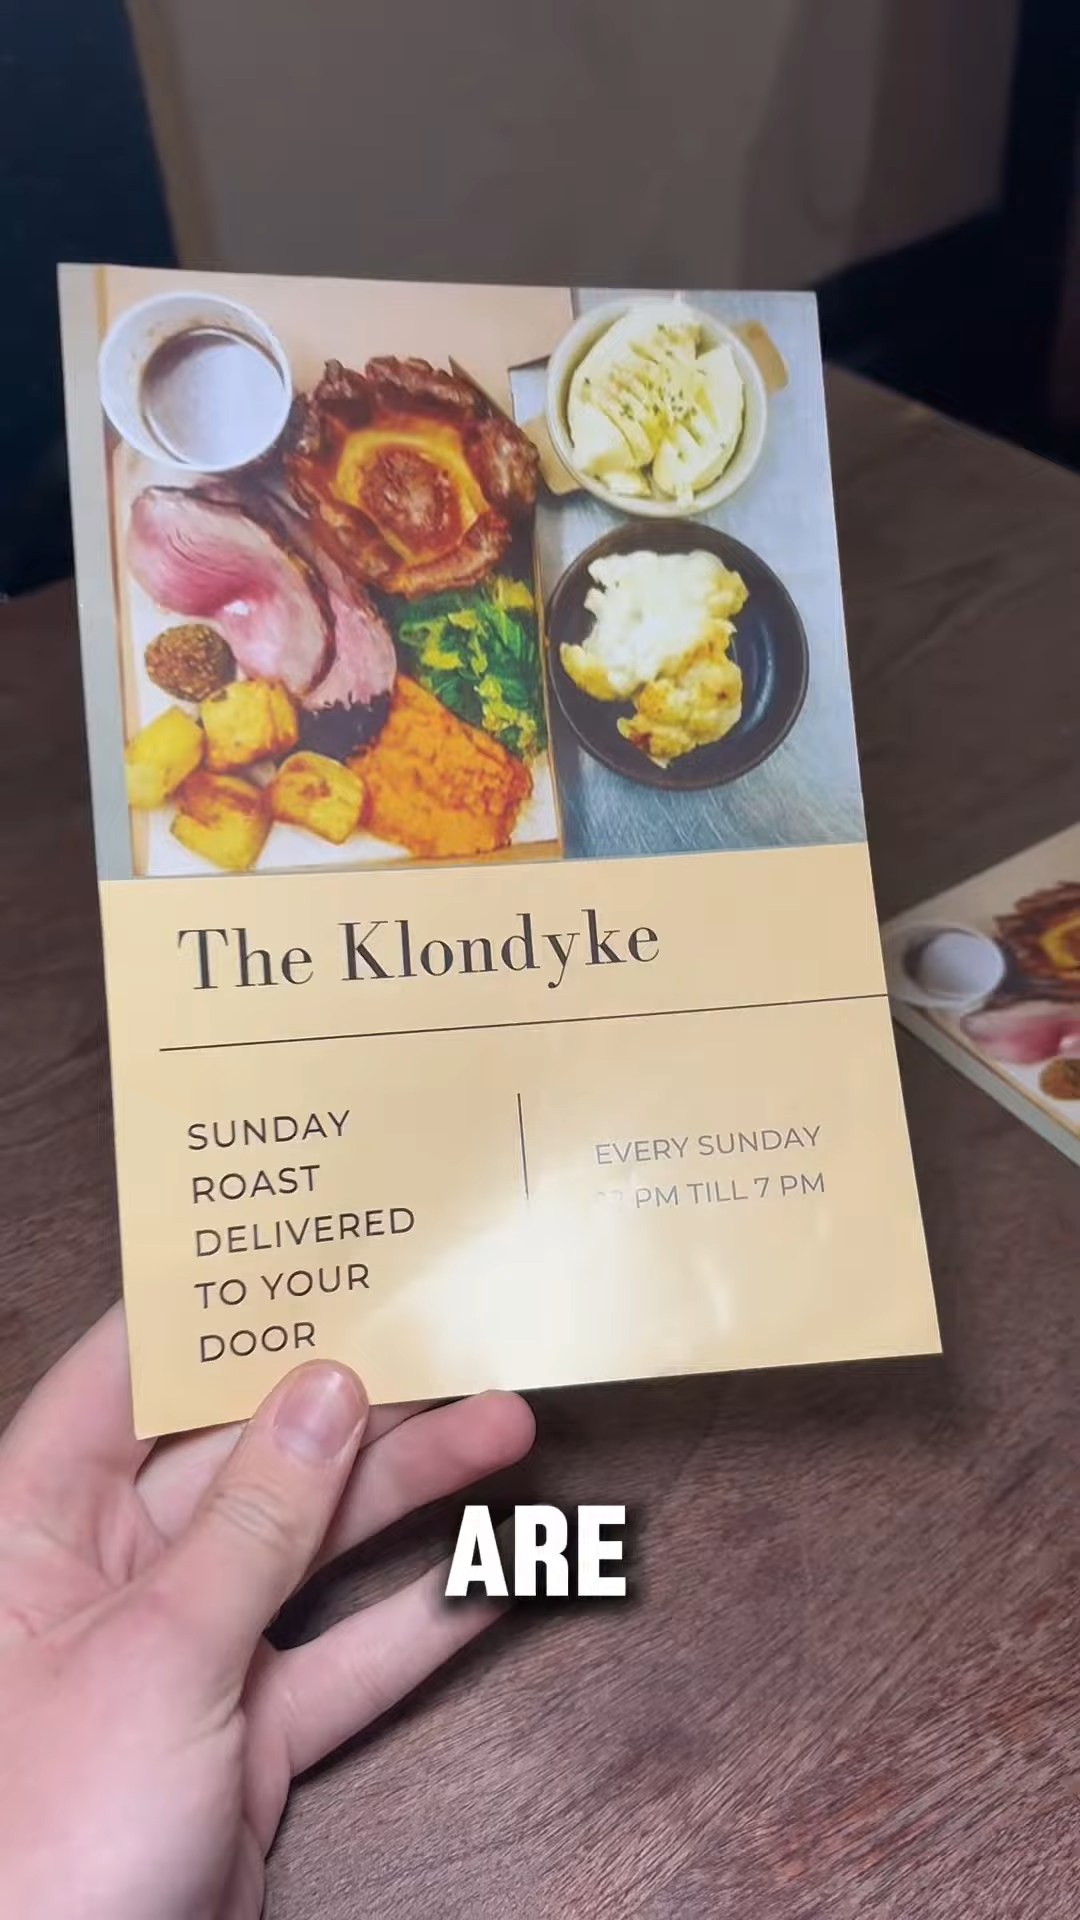 The Klondyke
SUNDAY
ROAST
DELIVERED
TO YOUR
DOOR
EVERY SUNDAY
PM TILL 7 PM
ARE